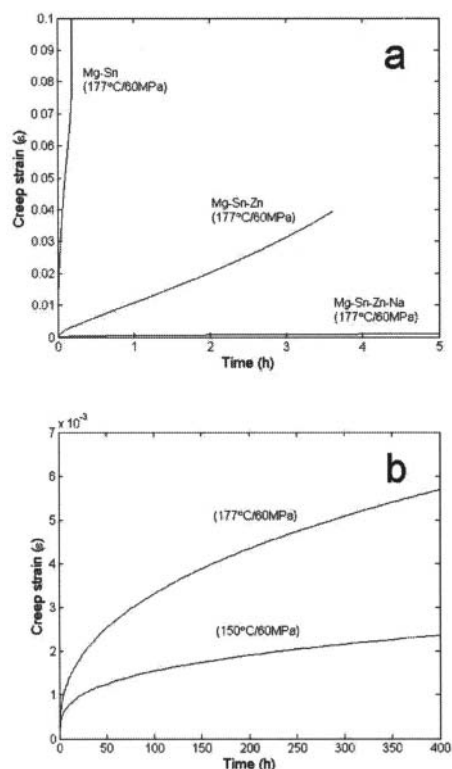 a
0.1
0.09
0.08
0.07
0.06
0.05
0.04
0.03
0.02
0.01
0
Creep strain (ε)
Mg-Sn
(177°C/60MPa)
Mg-Sn-Zn
(177°C/60MPa)
Mg-Sn-Zn-Na
(177°C/60MPa)
0 1 2 3 4 5
Time (h)
b
x 10⁻³
7
6
5
4
3
2
1
0
Creep strain (ε)
(177°C/60MPa)
(150°C/60MPa)
0 50 100 150 200 250 300 350 400
Time (h)